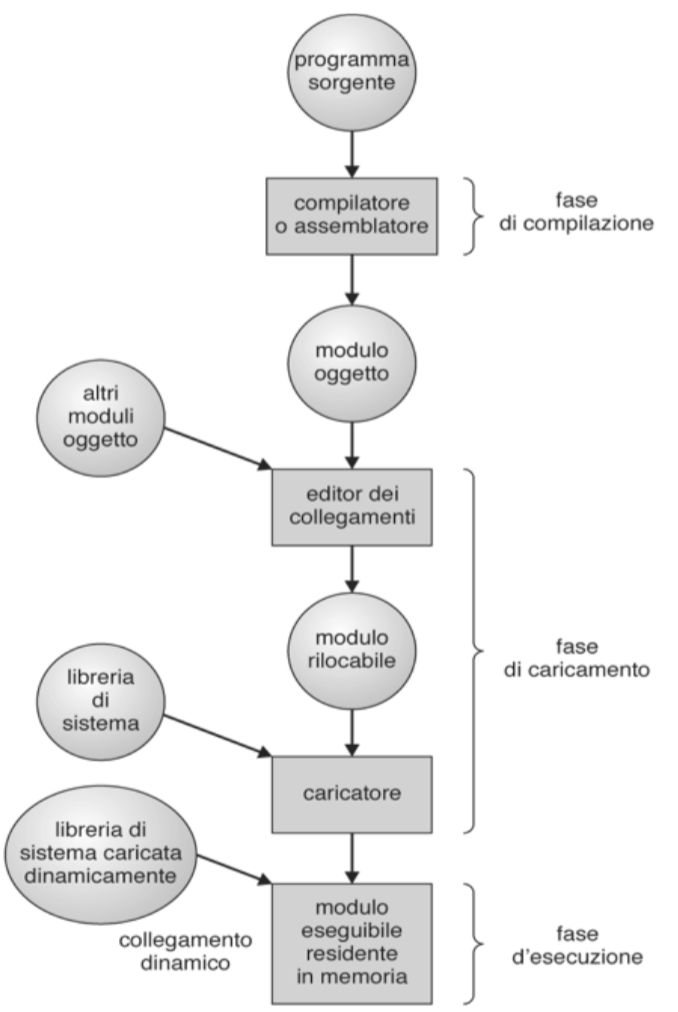 programma
sorgente
compilatore
o assemblatore
fase
di compilazione
modulo
oggetto
altri
moduli
oggetto
editor dei
collegamenti
modulo
rilocabile
fase
di caricamento
libreria
di
sistema
caricatore
libreria di
sistema caricata
dinamicamente
collegamento
dinamico
modulo
eseguibile
residente
in memoria
fase
d'esecuzione